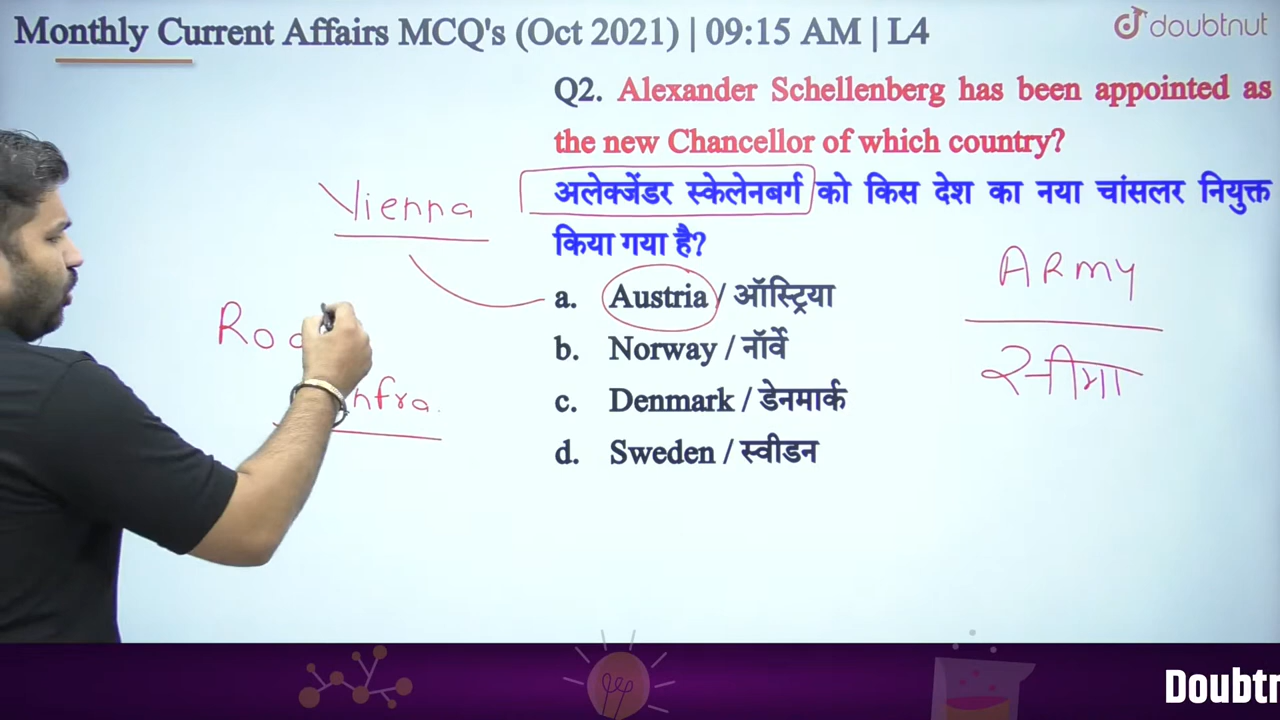 Monthly Current Affairs MCQ's (Oct 2021) | 09:15 AM | L4
doubtnut
Q2. Alexander Schellenberg has been appointed as
the new Chancellor of which country?
अलेक्जेंडर स्केलेनबर्ग को किस देश का नया चांसलर नियुक्त
किया गया है?
a. Austria / ऑस्ट्रिया
b. Norway / नॉर्वे
c. Denmark / डेनमार्क
d. Sweden / स्वीडन
Vienna
ARMY
Doubtn